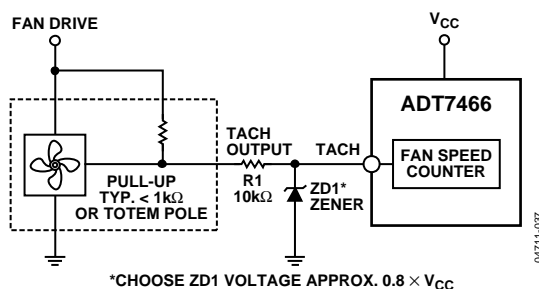 FAN DRIVE
V_CC
ADT7466
TACH
OUTPUT
TACH
FAN SPEED
COUNTER
PULL-UP
TYP. < 1kΩ
OR TOTEM POLE
R1
10kΩ
ZD1*
ZENER
*CHOOSE ZD1 VOLTAGE APPROX. 0.8 × V_CC
04711-037